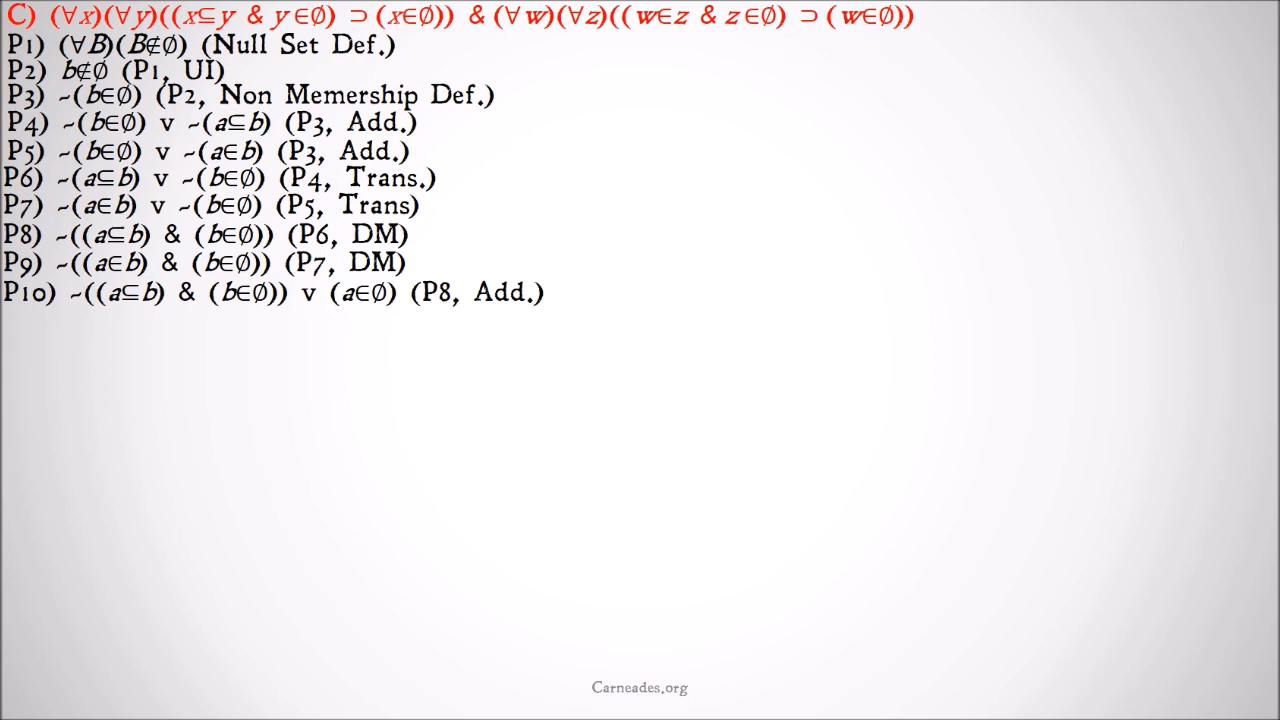 C) (∀x)(∀y)((x⊆y & y∈∅) ⊃ (x∈∅)) & (∀w)(∀z)((w∈z & z∈∅) ⊃ (w∈∅))
P1) (∀B)(B∉∅) (Null Set Def.)
P2) b∉∅ (P1, UI)
P3) ~(b∈∅) (P2, Non Memership Def.)
P4) ~(b∈∅) v ~(a⊆b) (P3, Add.)
P5) ~(b∈∅) v ~(a∈b) (P3, Add.)
P6) ~(a⊆b) v ~(b∈∅) (P4, Trans.)
P7) ~(a∈b) v ~(b∈∅) (P5, Trans)
P8) ~((a⊆b) & (b∈∅)) (P6, DM)
P9) ~((a∈b) & (b∈∅)) (P7, DM)
P10) ~((a⊆b) & (b∈∅)) v (a∈∅) (P8, Add.)
Carneades.org